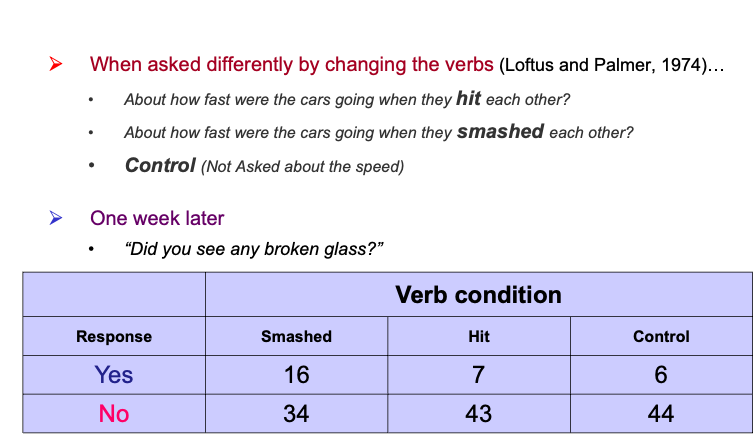 When asked differently by changing the verbs (Loftus and Palmer, 1974)…
• About how fast were the cars going when they hit each other?
• About how fast were the cars going when they smashed each other?
• Control (Not Asked about the speed)
One week later
• “Did you see any broken glass?”
Verb condition
Response Smashed Hit Control
Yes 16 7 6
No 34 43 44